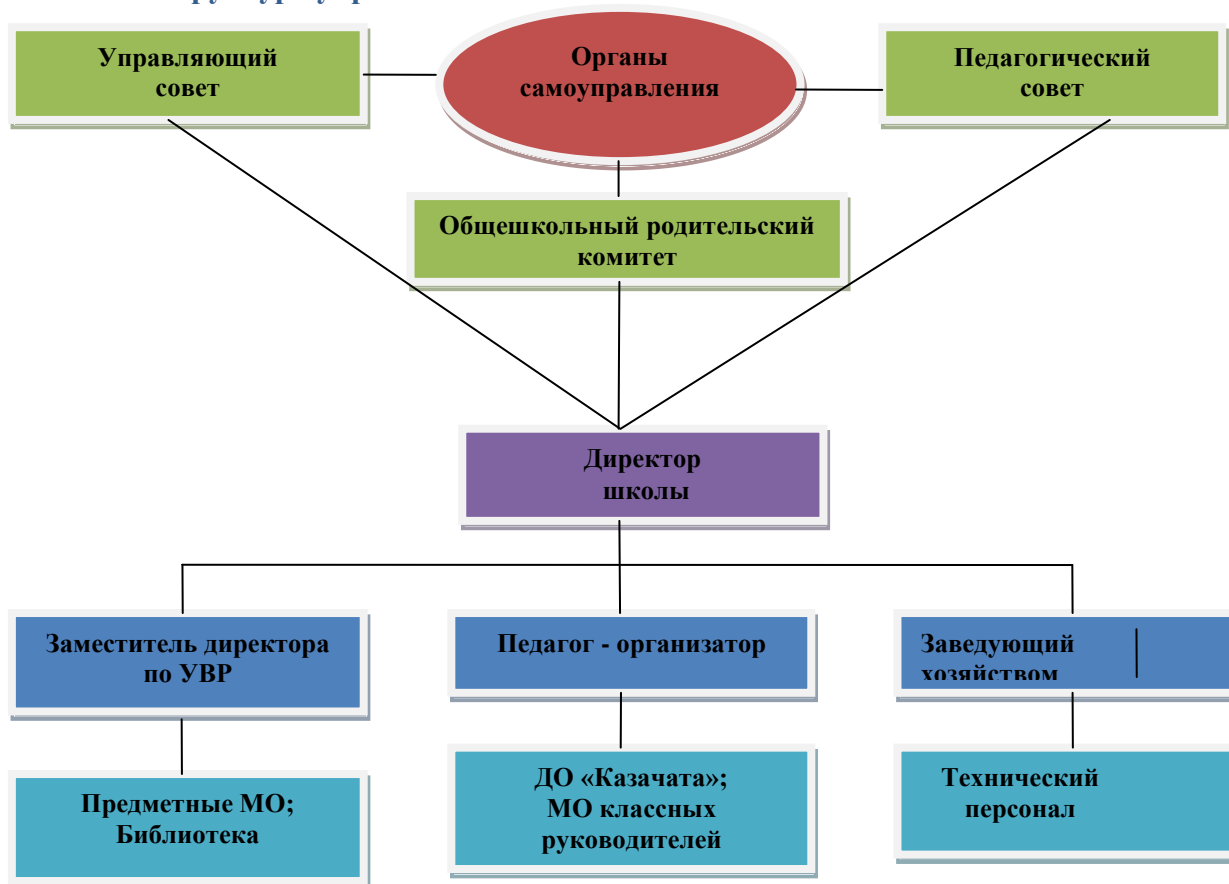 Управляющий
совет
Органы
самоуправления
Педагогический
совет
Общешкольный родительский
комитет
Директор
школы
Заместитель директора
по УВР
Педагог - организатор
Заведующий
хозяйством
Предметные МО;
Библиотека
ДО «Казачата»;
МО классных
руководителей
Технический
персонал